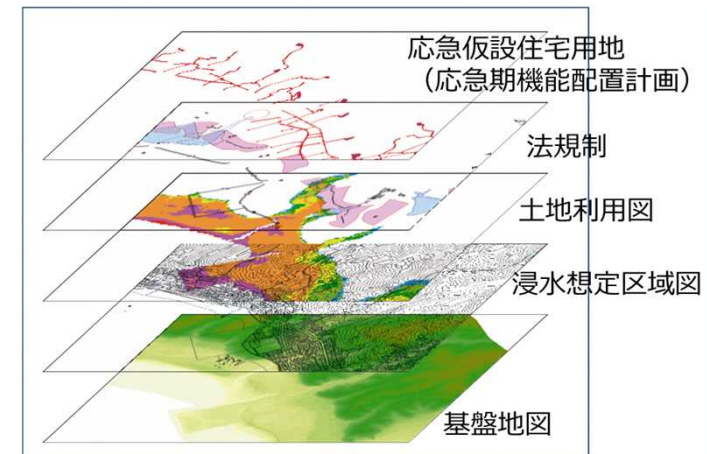 応急仮設住宅用地
（応急期機能配置計画）
法規制
土地利用図
浸水想定区域図
基盤地図